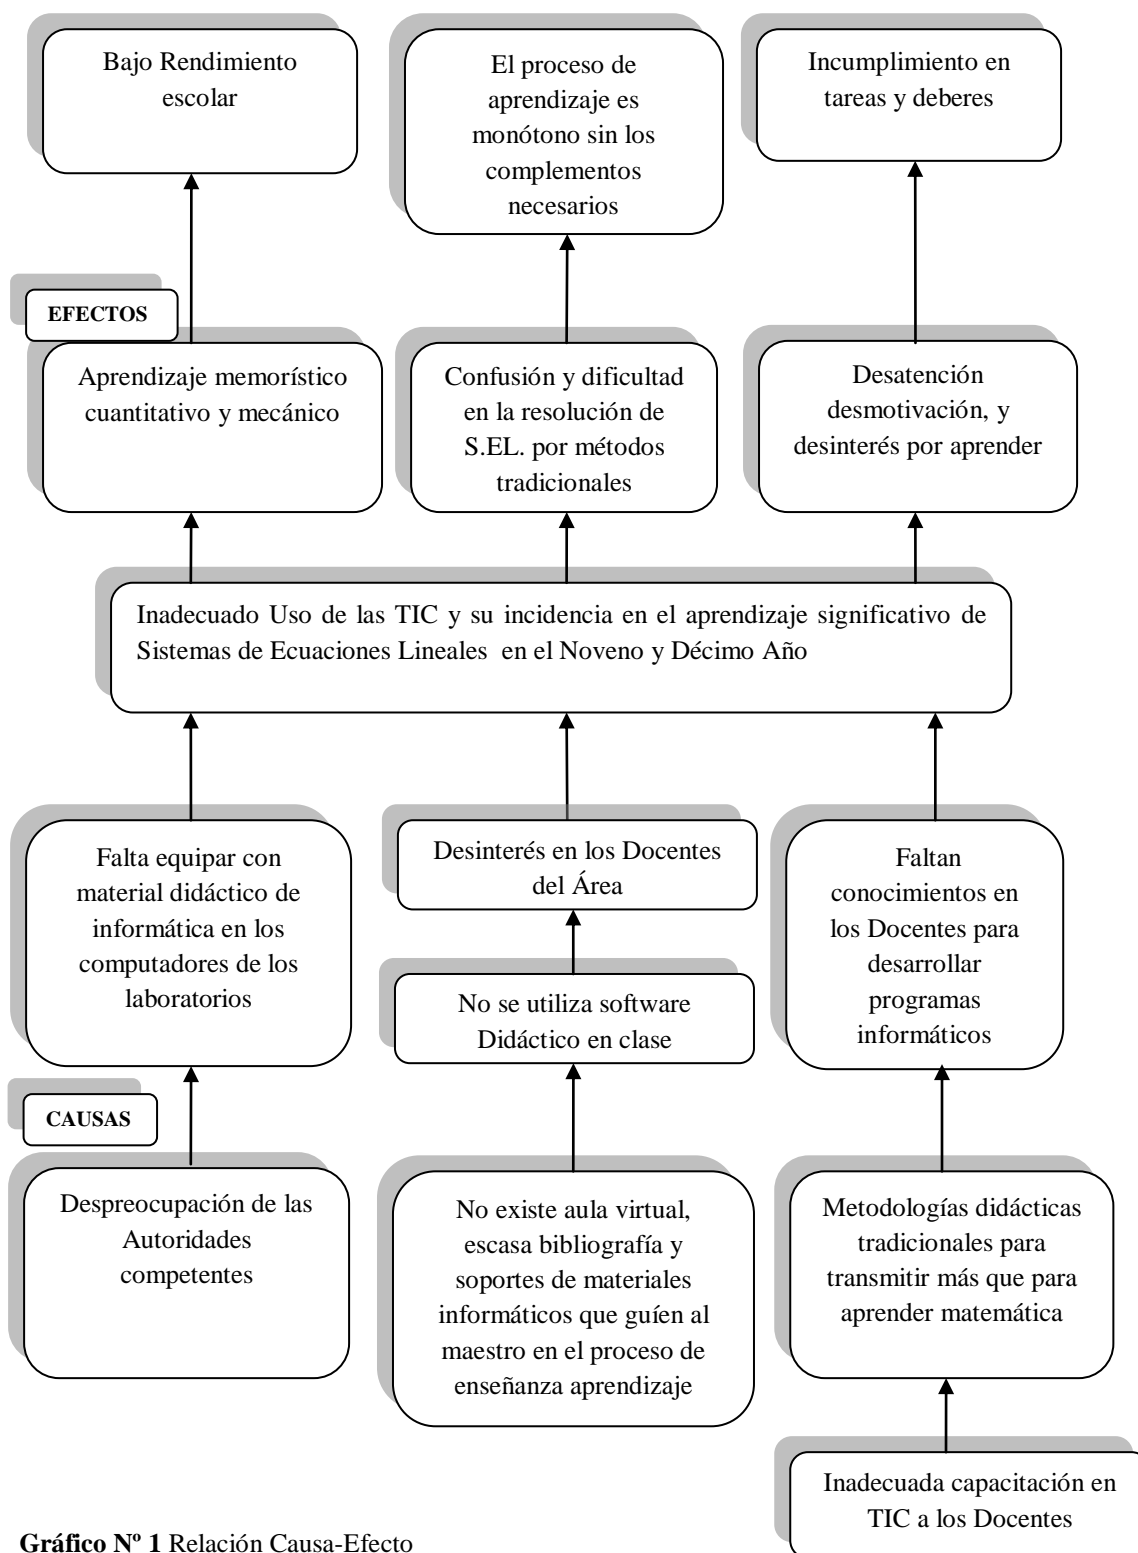 Bajo Rendimiento
escolar
El proceso de
aprendizaje es
monótono sin los
complementos
necesarios
Incumplimiento en
tareas y deberes
EFECTOS
Aprendizaje memorístico
cuantitativo y mecánico
Confusión y dificultad
en la resolución de
S.EL. por métodos
tradicionales
Desatención
desmotivación, y
desinterés por aprender
Inadecuado Uso de las TIC y su incidencia en el aprendizaje significativo de
Sistemas de Ecuaciones Lineales en el Noveno y Décimo Año
Falta equipar con
material didáctico de
informática en los
computadores de los
laboratorios
Desinterés en los Docentes
del Área
No se utiliza software
Didáctico en clase
Faltan
conocimientos en
los Docentes para
desarrollar
programas
informáticos
CAUSAS
Despreocupación de las
Autoridades
competentes
No existe aula virtual,
escasa bibliografía y
soportes de materiales
informáticos que guíen al
maestro en el proceso de
enseñanza aprendizaje
Metodologías didácticas
tradicionales para
transmitir más que para
aprender matemática
Inadecuada capacitación en
TIC a los Docentes
Gráfico Nº 1 Relación Causa-Efecto